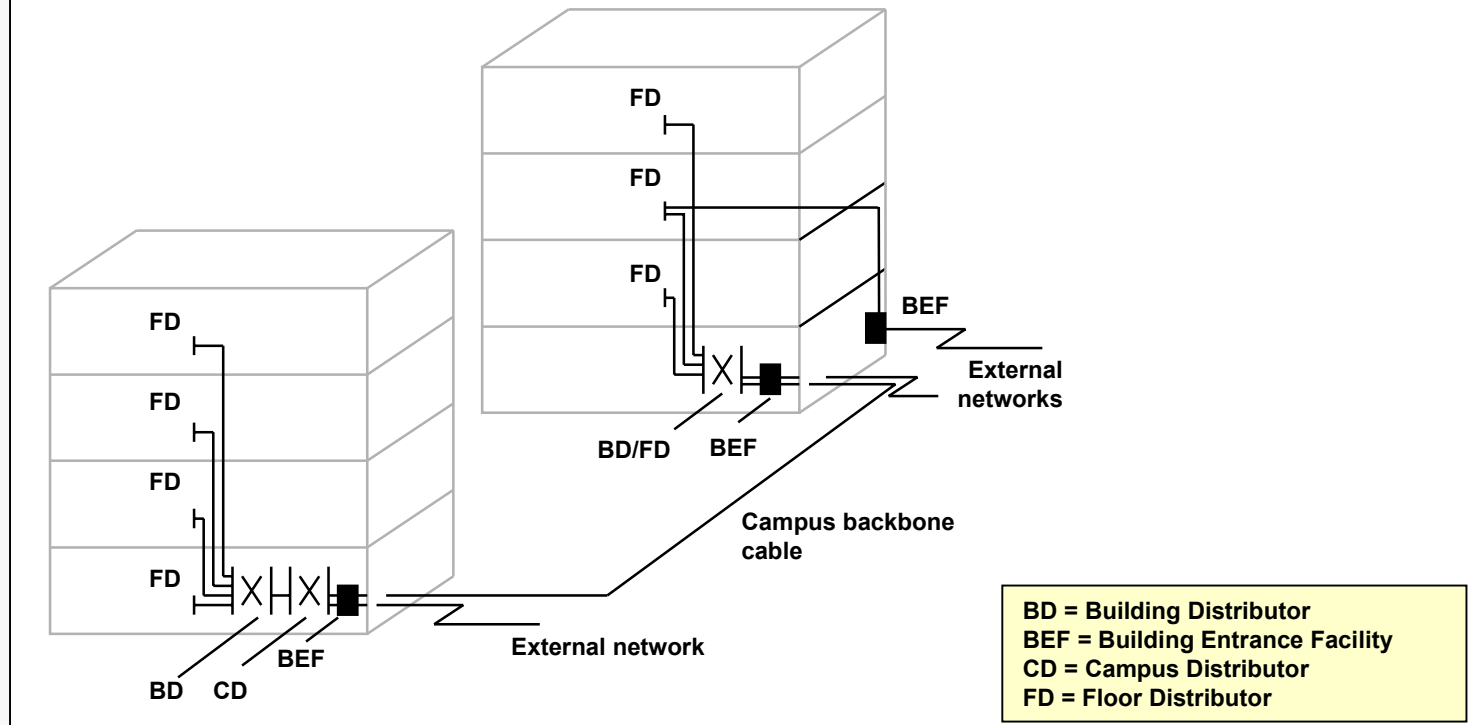 FD
FD
FD
BEF
External
networks
BD/FD
BEF
FD
FD
FD
FD
Campus backbone
cable
External network
BEF
BD
CD
BD = Building Distributor
BEF = Building Entrance Facility
CD = Campus Distributor
FD = Floor Distributor